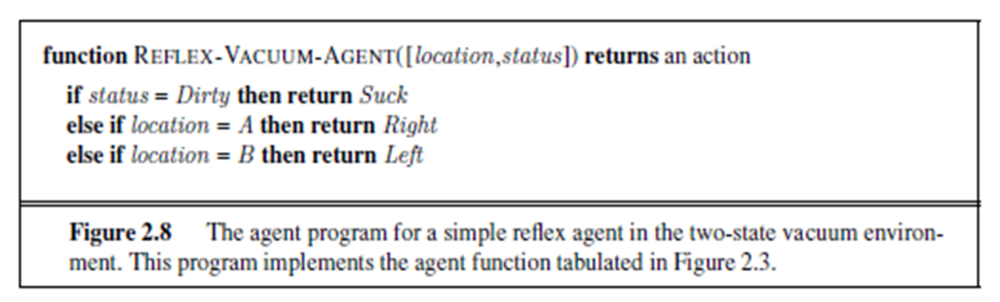 function REFLEX-VACUUM-AGENT([location,status]) returns an action
if status = Dirty then return Suck
else if location = A then return Right
else if location = B then return Left
Figure 2.8 The agent program for a simple reflex agent in the two-state vacuum environ-
ment. This program implements the agent function tabulated in Figure 2.3.